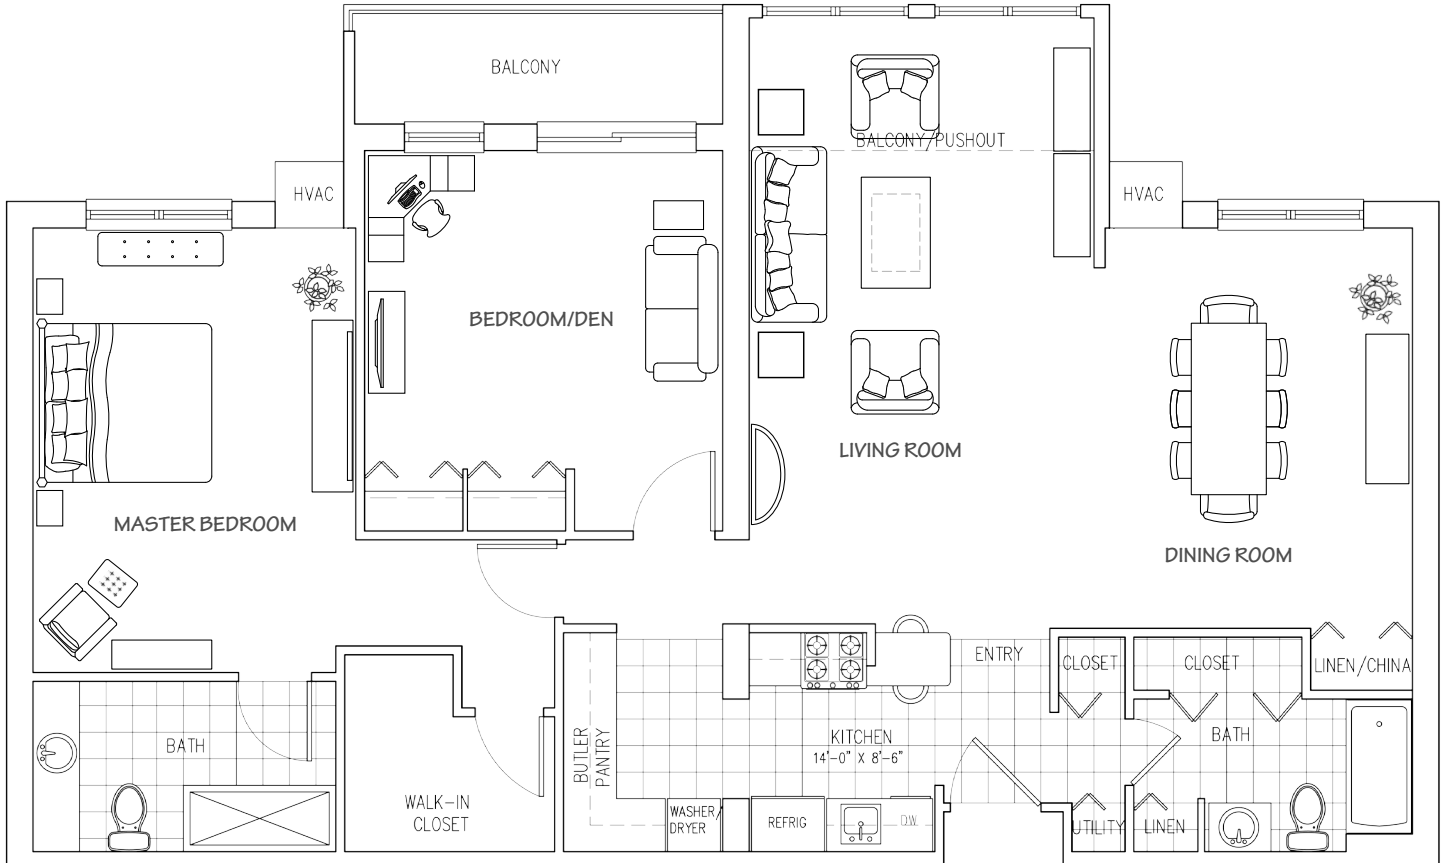 BALCONY
BALCONY/PUSHOUT
HVAC
HVAC
BEDROOM/DEN
LIVING ROOM
MASTER BEDROOM
DINING ROOM
ENTRY
CLOSET
CLOSET
LINEN/CHINA
BATH
BUTLER
PANTRY
KITCHEN
14'-0" X 8'-6"
BATH
WALK-IN
CLOSET
WASHER/
DRYER
REFRIG
D.W.
UTILITY
LINEN